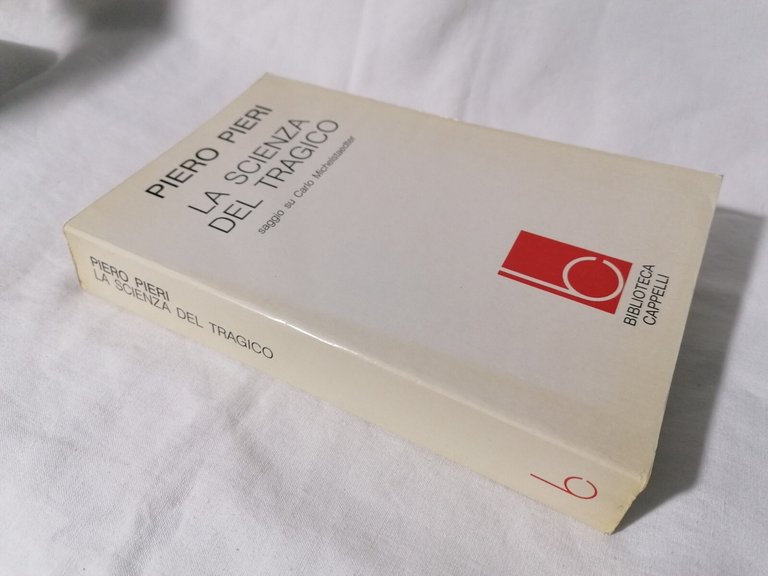 PIERO PIERI
LA SCIENZA
DEL TRAGICO
saggio su Carlo Michelstaedter
b
BIBLIOTECA
CAPPELLI
PIERO PIERI
LA SCIENZA DEL TRAGICO
b